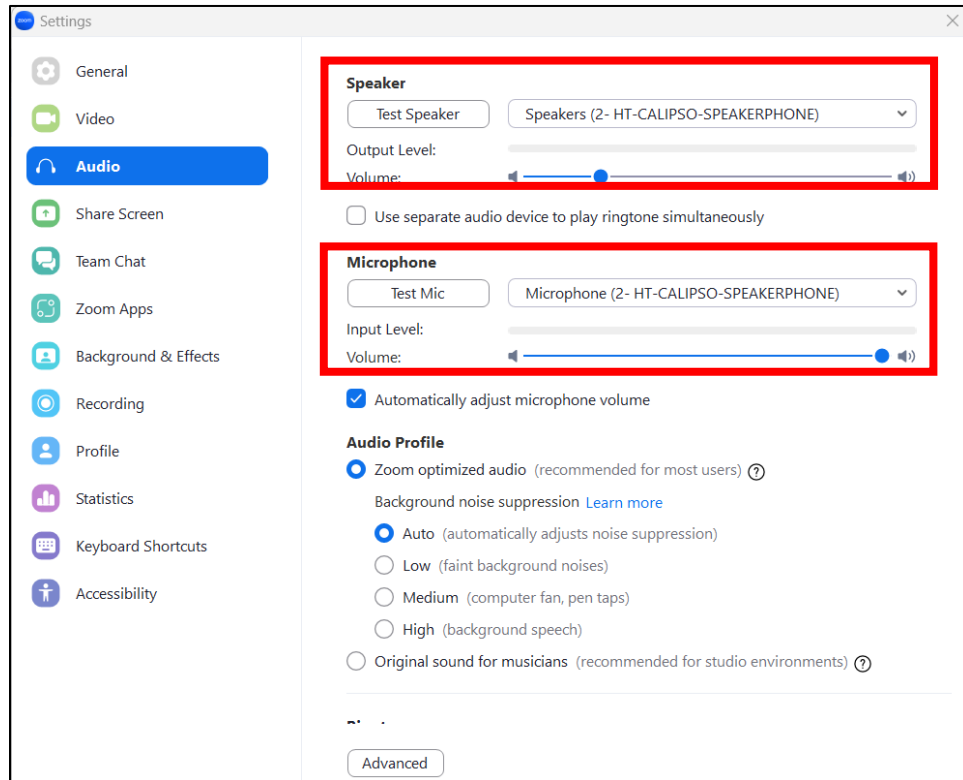 zoom Settings
General
Video
Audio
Share Screen
Team Chat
Zoom Apps
Background & Effects
Recording
Profile
Statistics
Keyboard Shortcuts
Accessibility
Speaker
Test Speaker Speakers (2- HT-CALIPSO-SPEAKERPHONE)
Output Level:
Volume:
Use separate audio device to play ringtone simultaneously
Microphone
Test Mic Microphone (2- HT-CALIPSO-SPEAKERPHONE)
Input Level:
Volume:
Automatically adjust microphone volume
Audio Profile
Zoom optimized audio (recommended for most users) ?
Background noise suppression Learn more
Auto (automatically adjusts noise suppression)
Low (faint background noises)
Medium (computer fan, pen taps)
High (background speech)
Original sound for musicians (recommended for studio environments) ?
Advanced